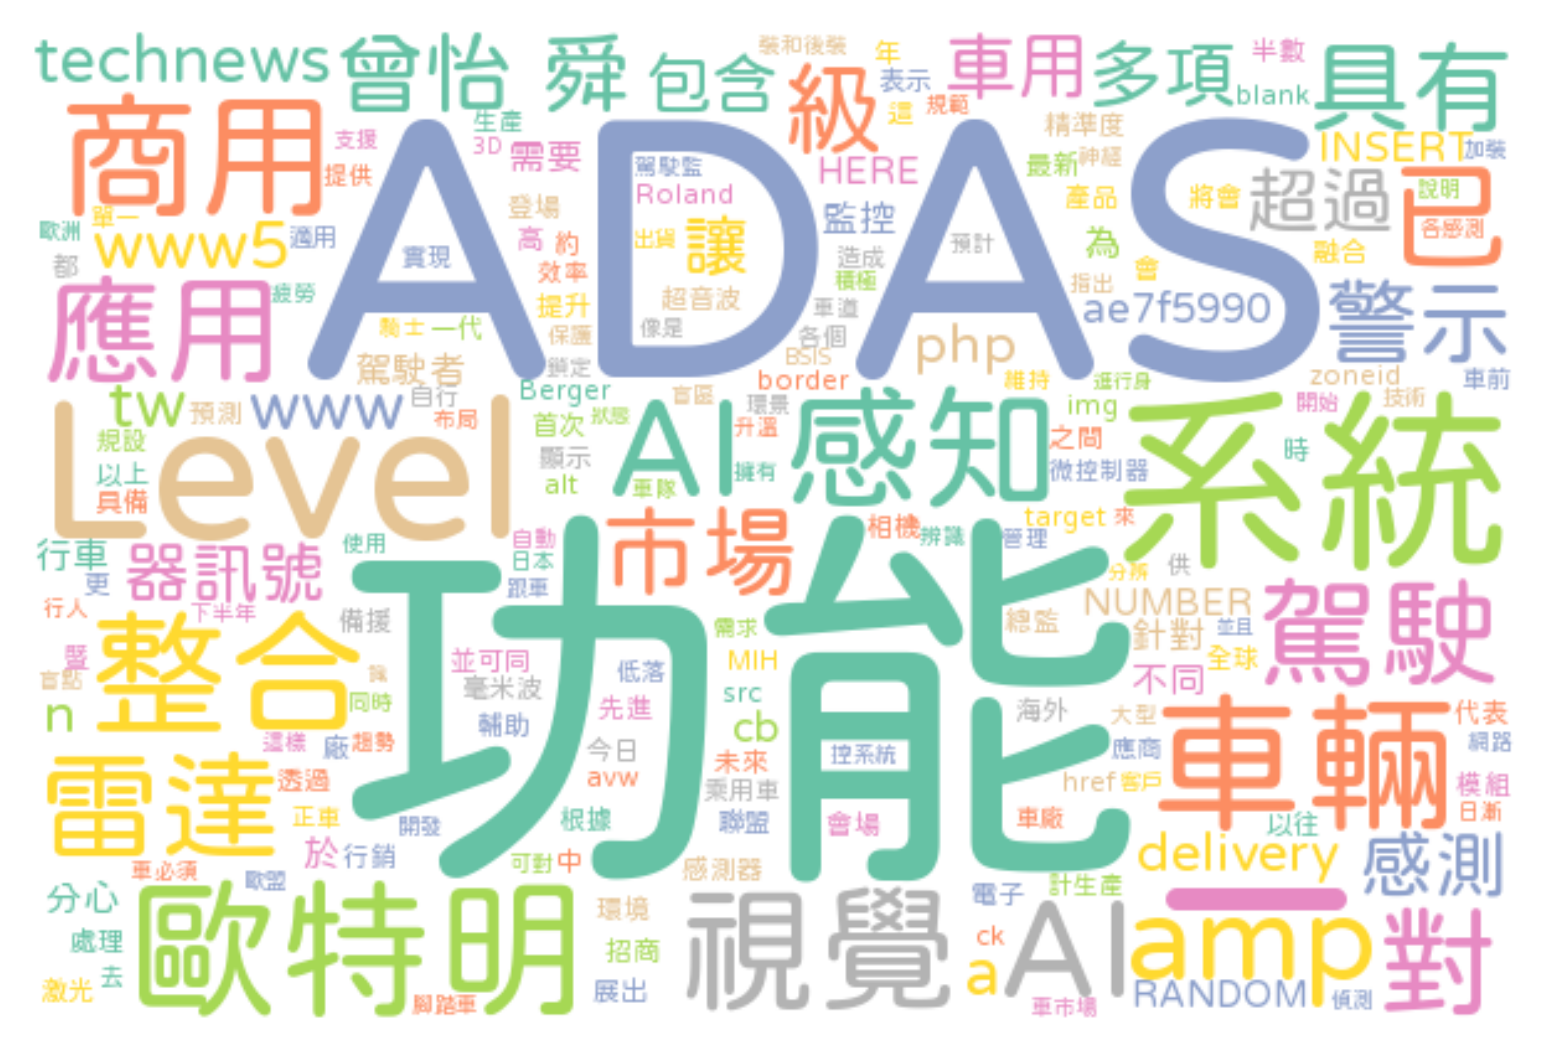 technews
曾怡
舜
包含
裝和後裝
年
表示
級
這
規範
車用
多項
半數
blank
具有
商用
支援
提供
生產
3D
需要
ADAS
駕駛監
Roland
HERE
精準度
神經
最新
INSERT
加裝
超過
已
說明
各感測
歐洲
單一
www5
適用
都
實現
登場
高
約
效率
出貨
讓
監控
造成
積極
預計
產品
為
將會
會
指出
融合
應用
疲勞
騎士
一代
提升
保護
超音波
像是
車道
各個
ae7f5990
警示
駕駛者
鎖定
BSIS
php
border
Berger
盲區
環景
維持
進行身
zoneid
車前
tw
預測
www
自行
布局
Level
規設
以上
具備
首次
狀態
顯示
alt
AI
升溫
擁有
車隊
感知
img
之間
微控制器
開始
技術
時
系統
行車
更
器訊號
使用
自動
日本
跟車
市場
相機
辨識
target
來
管理
分辨
供
行人
下半年
暨
盲點
整合
備援
識
同時
n
並可同
毫米波
輔助
功能
低落
先進
需求
MIH
src
cb
總監
NUMBER
針對
並且
全球
不同
駕駛
海外
大型
應商
車輛
代表
網路
模組
日漸
這樣
廠
趨勢
雷達
透過
正車
開發
今日
avw
根據
未來
乘用車
聯盟
控系統
會場
href
客戶
車廠
以往
於
行銷
可對
中
感測器
delivery
感測
車必須
歐盟
分心
處理
去
激光
歐特明
腳踏車
環境
招商
展出
視覺
電子
計生產
ck
a
AI
amp
車市場
RANDOM
偵測
對